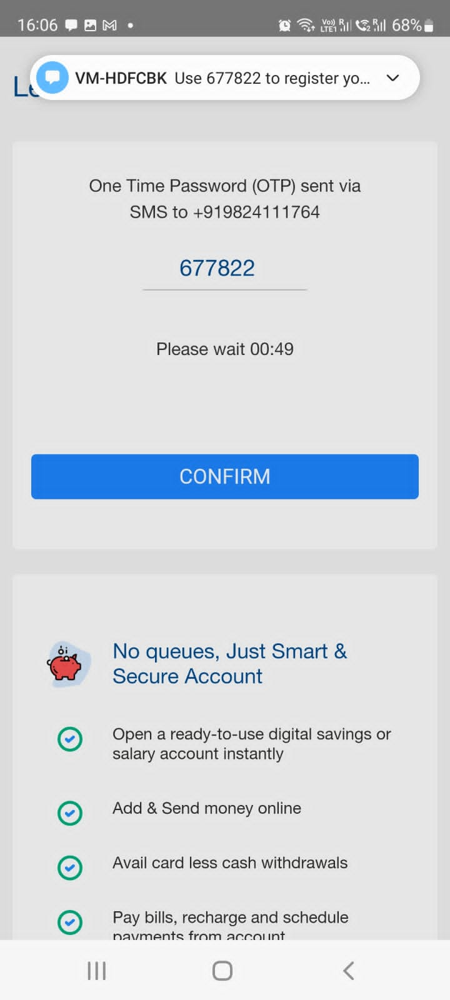 16:06
Vo)) LTE1 R 2 R 68%
VM-HDFCBK Use 677822 to register yo...
Le
One Time Password (OTP) sent via
SMS to +919824111764
677822
Please wait 00:49
CONFIRM
No queues, Just Smart &
Secure Account
Open a ready-to-use digital savings or
salary account instantly
Add & Send money online
Avail card less cash withdrawals
Pay bills, recharge and schedule
payments from account